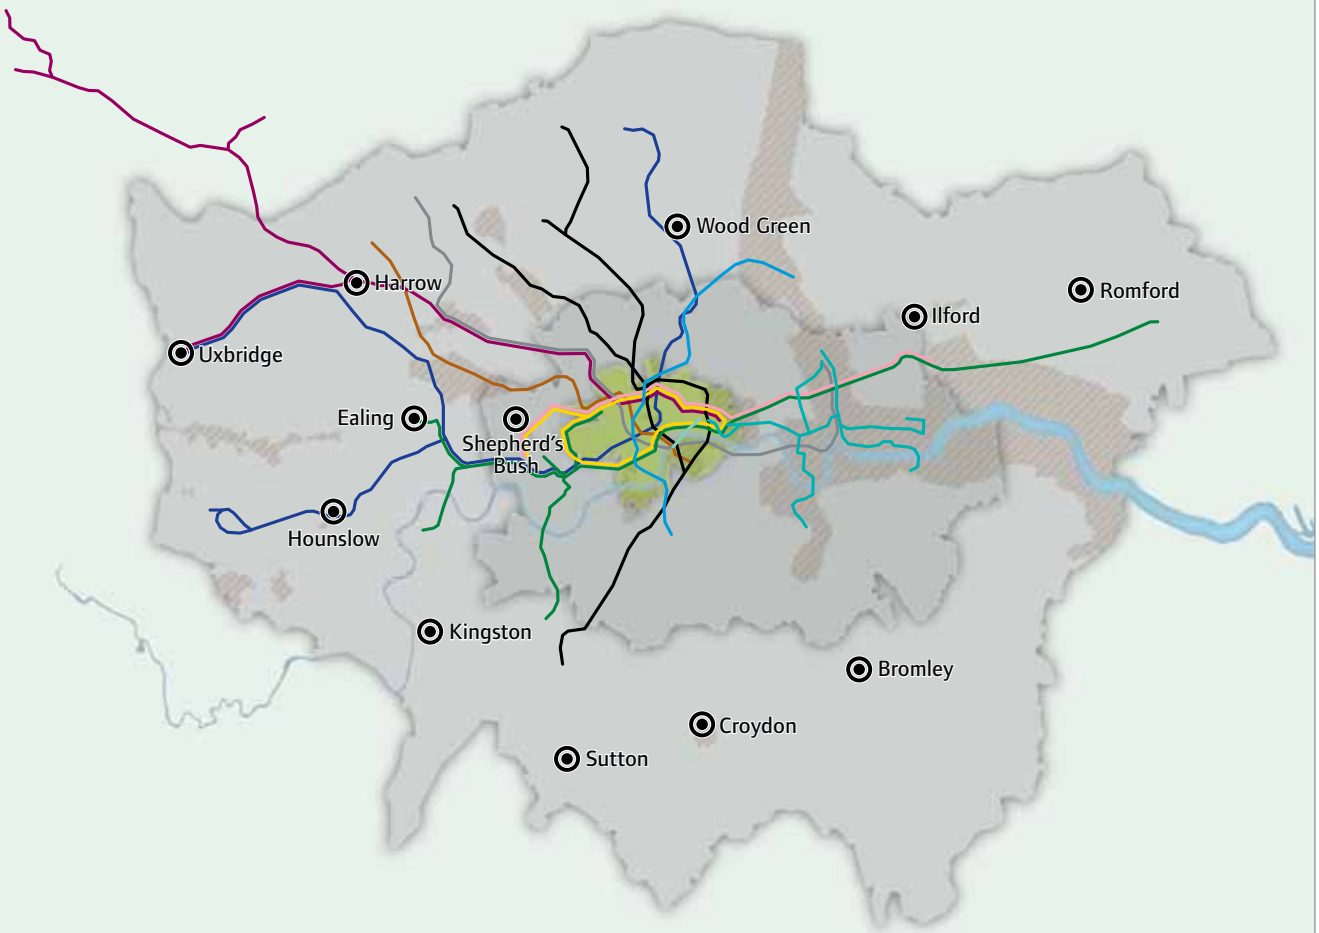 Wood Green
Harrow
Romford
Ilford
Uxbridge
Ealing
Shepherd's
Bush
Hounslow
Kingston
Bromley
Croydon
Sutton